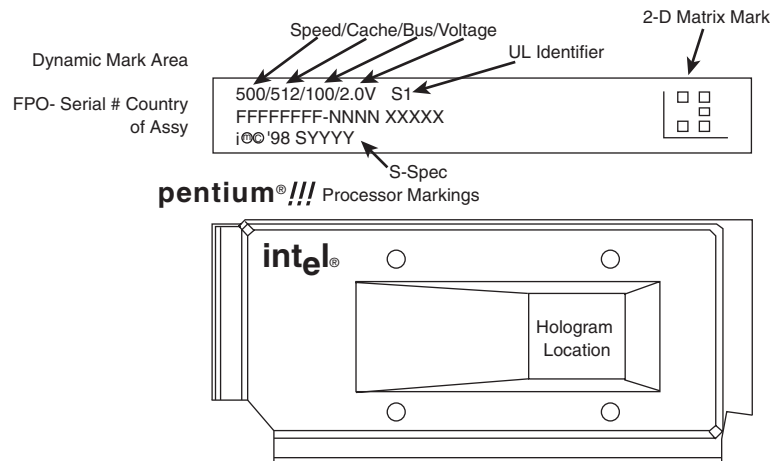 Speed/Cache/Bus/Voltage
2-D Matrix Mark
UL Identifier
Dynamic Mark Area
500/512/100/2.0V S1
FPO- Serial # Country
of Assy
FFFFFFFF-NNNN XXXXX
i ⓜ © '98 SYYYY
S-Spec
pentium® III Processor Markings
intel®
Hologram
Location